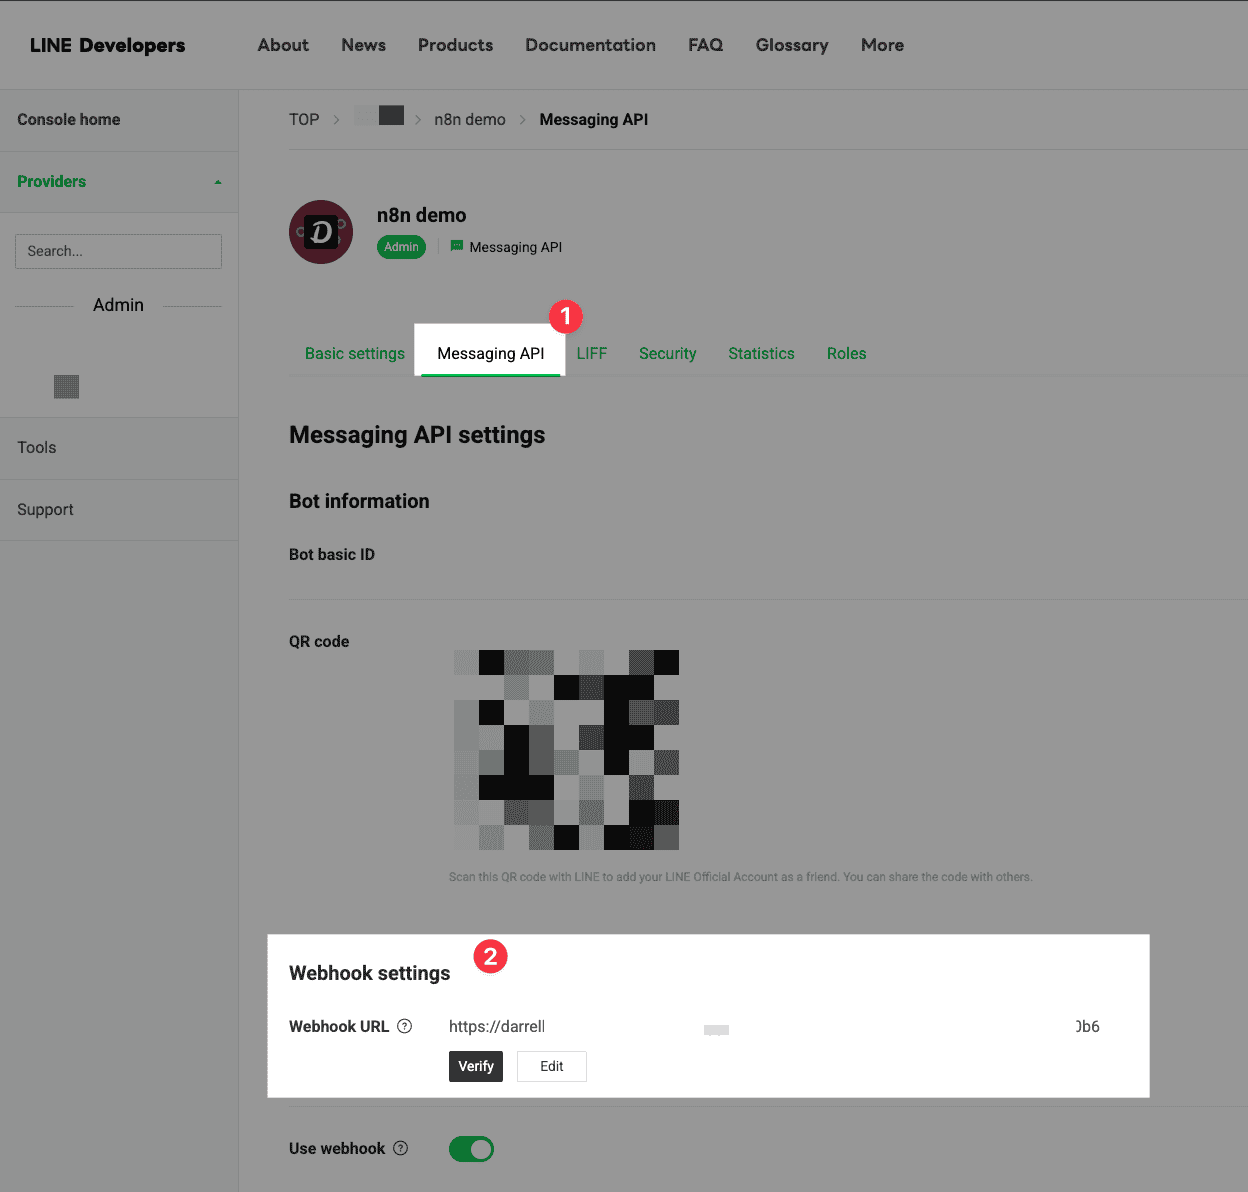 LINE Developers About News Products Documentation FAQ Glossary More
Console home
Providers
Search...
Admin
Tools
Support
TOP > > n8n demo > Messaging API
n8n demo
Admin Messaging API
1
Basic settings Messaging API LIFF Security Statistics Roles
Messaging API settings
Bot information
Bot basic ID
QR code
Scan this QR code with LINE to add your LINE Official Account as a friend. You can share the code with others.
2
Webhook settings
Webhook URL ? https://darrell 0b6
Verify Edit
Use webhook ?